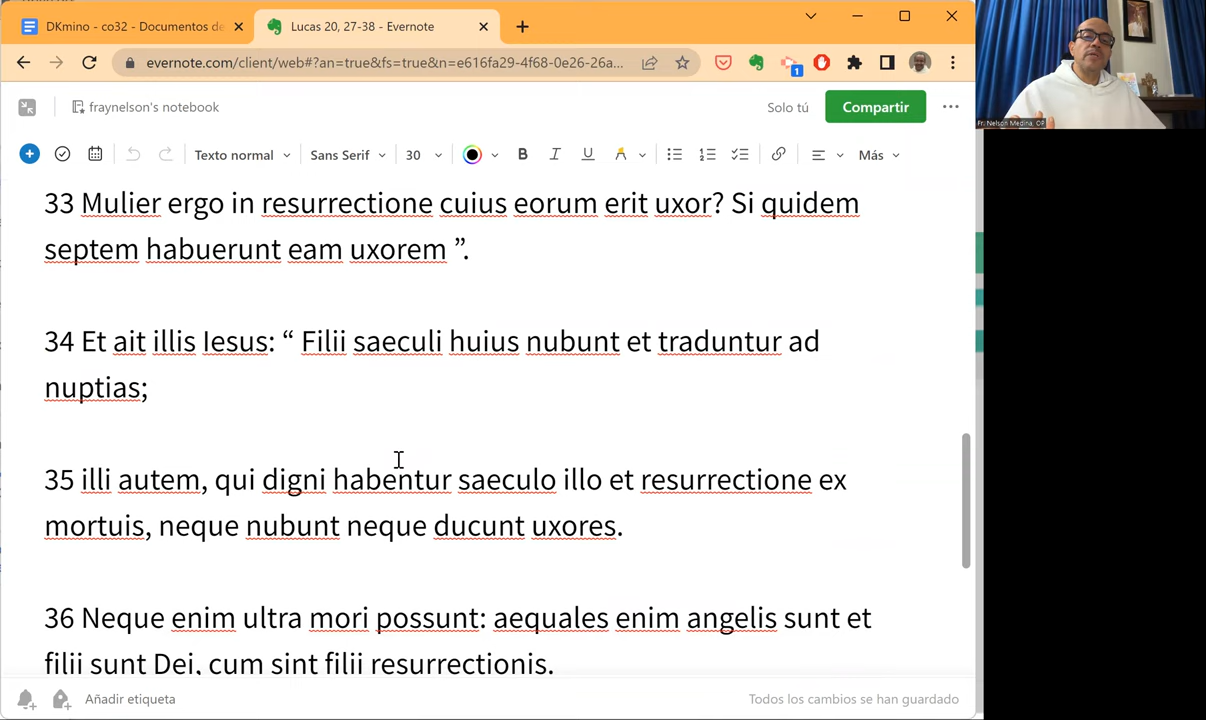 DKmino - co32 - Documentos de
Lucas 20, 27-38 - Evernote
evernote.com/client/web#?an=true&fs=true&n=e616fa29-4f68-0e26-26a...
1
fraynelson's notebook
Solo tú
Compartir
Texto normal
Sans Serif
30
B
I
U
A
Más
33 Mulier ergo in resurrectione cuius eorum erit uxor? Si quidem
septem habuerunt eam uxorem ”.
34 Et ait illis Iesus: “ Filii saeculi huius nubunt et traduntur ad
nuptias;
35 illi autem, qui digni habentur saeculo illo et resurrectione ex
mortuis, neque nubunt neque ducunt uxores.
36 Neque enim ultra mori possunt: aequales enim angelis sunt et
filii sunt Dei, cum sint filii resurrectionis.
Añadir etiqueta
Todos los cambios se han guardado
Fr. Nelson Medina, OP